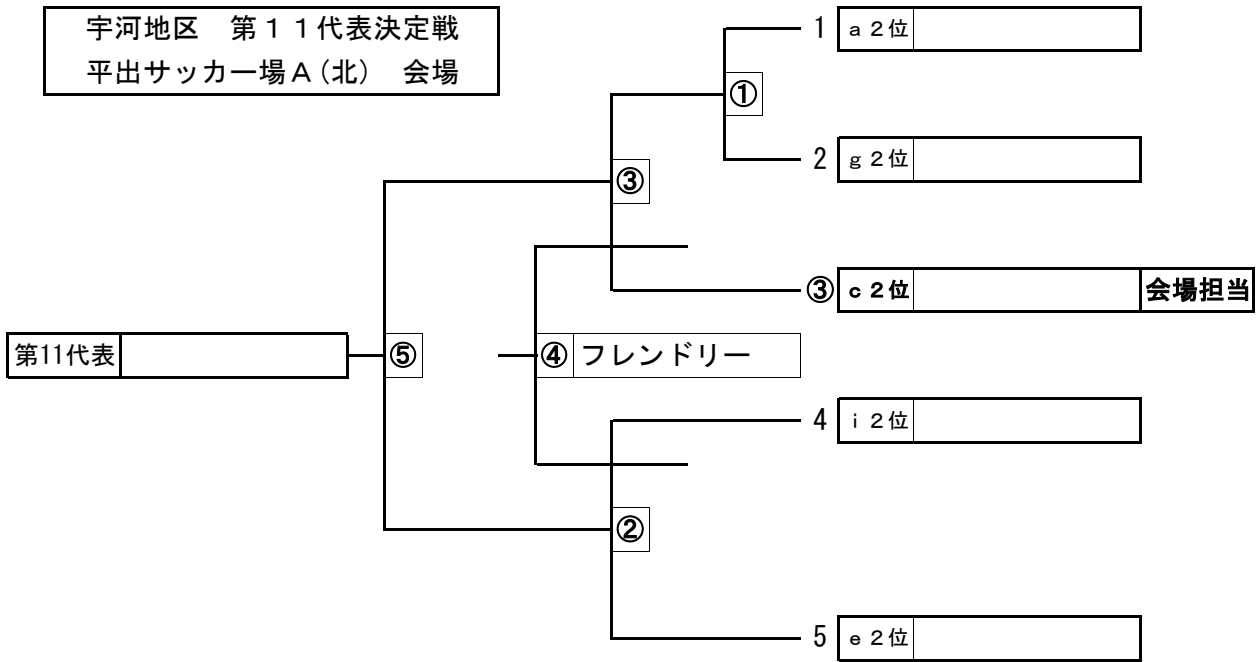 宇河地区　第１１代表決定戦
平出サッカー場Ａ(北)　会場
1 ａ２位
①
2 ｇ２位
③
③ ｃ２位 会場担当
第11代表
⑤
④ フレンドリー
4 ｉ２位
②
5 ｅ２位